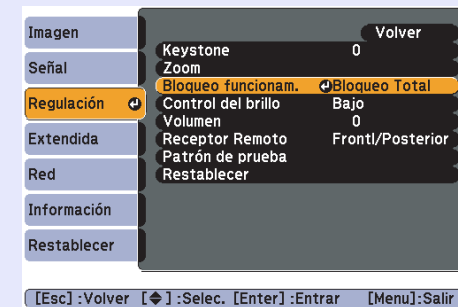 Imagen
Señal
Regulación
Extendida
Red
Información
Restablecer
Volver
Keystone 0
Zoom
Bloqueo funcionam. Bloqueo Total
Control del brillo Bajo
Volumen 0
Receptor Remoto Frontl/Posterior
Patrón de prueba
Restablecer
[Esc] :Volver [◆] :Selec. [Enter] :Entrar [Menu]:Salir